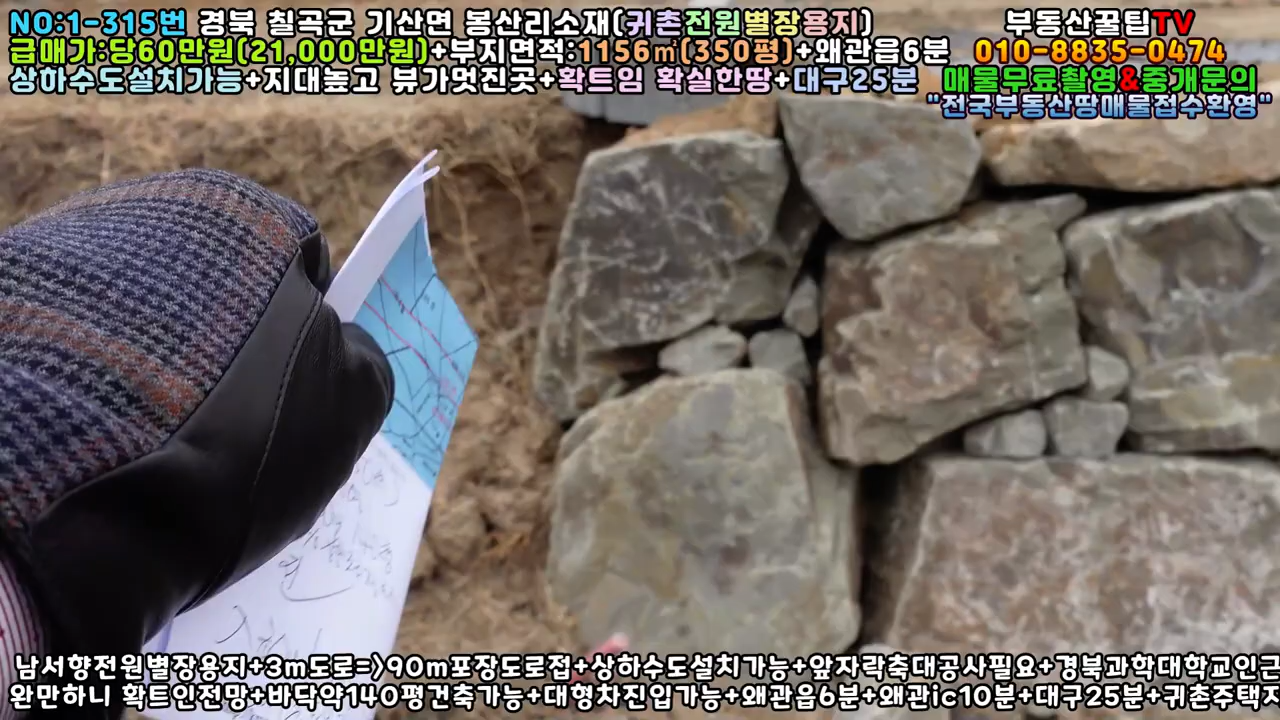 NO:1-315번 경북 칠곡군 기산면 봉산리소재(귀촌전원별장용지)
급매가:당60만원(21,000만원)+부지면적:1156㎡(350평)+왜관읍6분
상하수도설치가능+지대높고 뷰가멋진곳+확트임 확실한땅+대구25분
부동산꿀팁TV
010-8835-0474
매물무료촬영&중개문의
"전국부동산땅매물접수환영"
남서향전원별장용지+3m도로=>90m포장도로접+상하수도설치가능+앞자락축대공사필요+경북과학대학교인근
완만하니 확트인전망+바닥약140평건축가능+대형차진입가능+왜관읍6분+왜관ic10분+대구25분+귀촌주택지